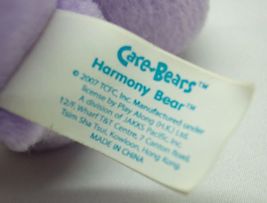 Care-Bears™
Harmony Bear™
© 2007 TCFC, Inc. Manufactured under
license by Play Along (H.K.) Ltd.
A division of JAKKS Pacific, Inc.
12/F, Wharf T&T Centre, 7 Canton Road,
Tsim Sha Tsui, Kowloon, Hong Kong
MADE IN CHINA